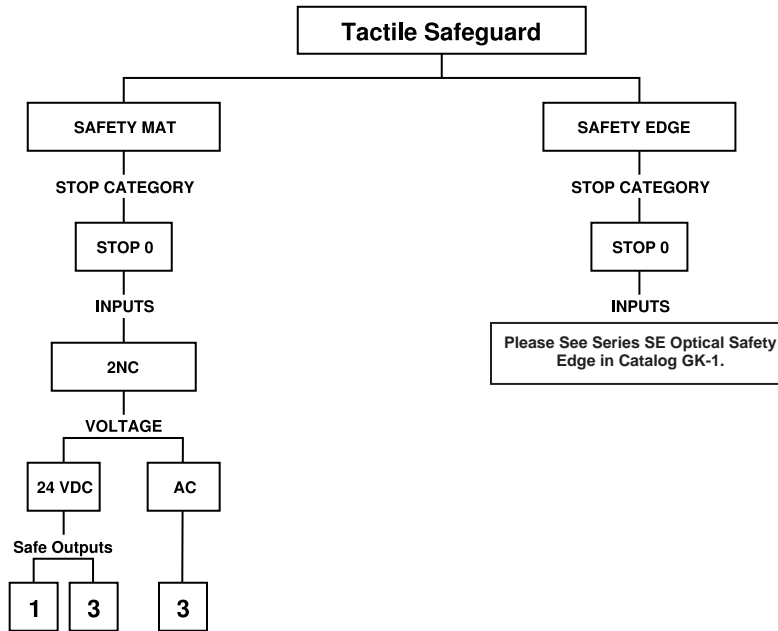 Tactile Safeguard
SAFETY MAT
SAFETY EDGE
STOP CATEGORY
STOP CATEGORY
STOP 0
STOP 0
INPUTS
INPUTS
2NC
Please See Series SE Optical Safety
Edge in Catalog GK-1.
VOLTAGE
24 VDC
AC
Safe Outputs
1
3
3